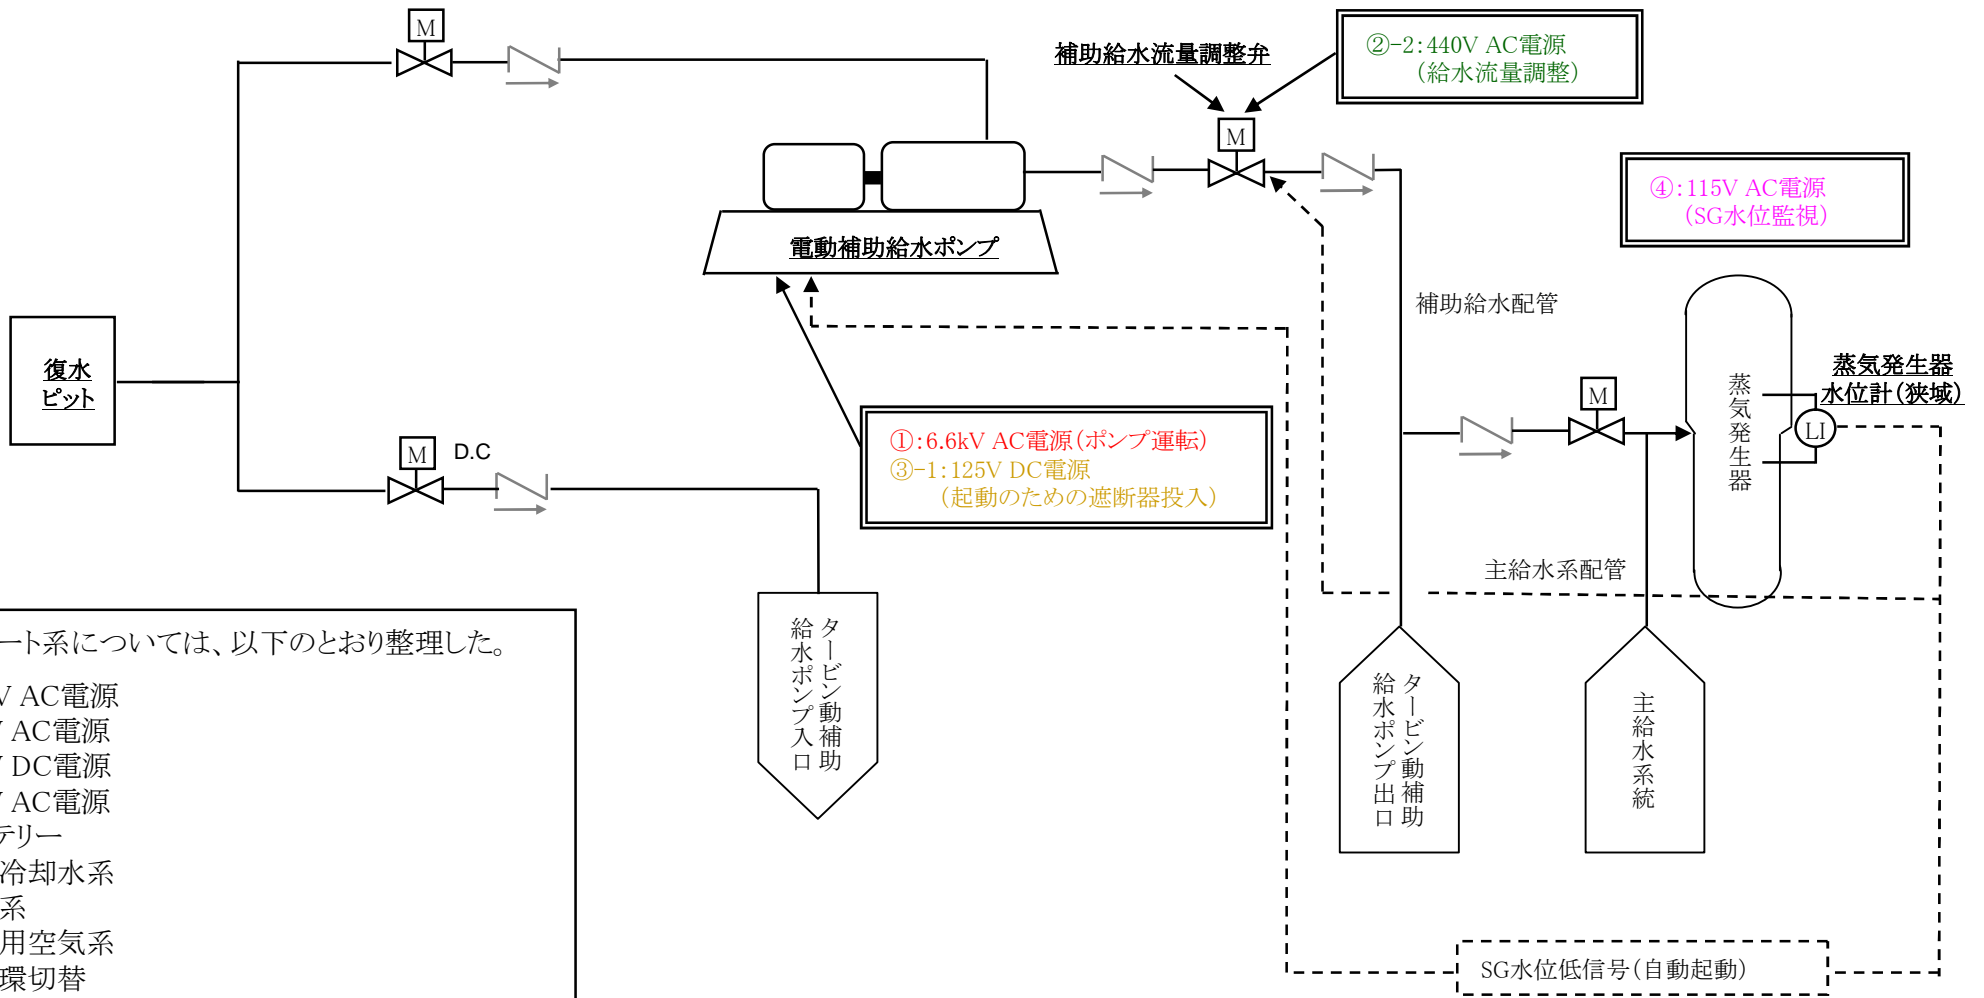 M
補助給水流量調整弁
②-2:440V AC電源
(給水流量調整)
M
④:115V AC電源
(SG水位監視)
電動補助給水ポンプ
補助給水配管
復水
ピット
蒸気発生器
水位計(狭域)
蒸気発生器
LI
M
①:6.6kV AC電源(ポンプ運転)
③-1:125V DC電源
(起動のための遮断器投入)
M
D.C
主給水系配管
タービン動補助
給水ポンプ入口
タービン動補助
給水ポンプ出口
主給水系統
ート系については、以下のとおり整理した。
V AC電源
V AC電源
V DC電源
V AC電源
テリー
冷却水系
系
用空気系
環切替
SG水位低信号(自動起動)